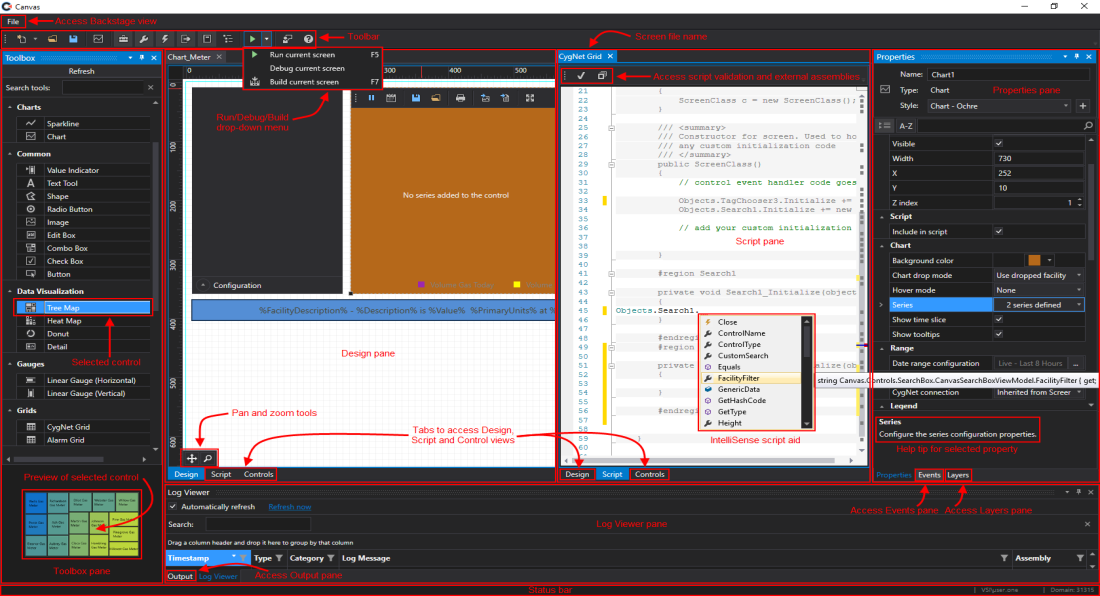 Canvas
File
Access Backstage view
Toolbar
Screen file name
Toolbox
Refresh
Search tools:
Charts
Sparkline
Chart
Common
Value Indicator
Text Tool
Shape
Radio Button
Image
Edit Box
Combo Box
Check Box
Button
Data Visualization
Tree Map
Heat Map
Donut
Detail
Selected control
Gauges
Linear Gauge (Horizontal)
Linear Gauge (Vertical)
Grids
CygNet Grid
Alarm Grid
Preview of selected control
Toolbox pane
Chart_Meter
Run current screen F5
Debug current screen
Build current screen F7
Run/Debug/Build
drop-down menu
0
400
500
100
200
300
400
500
600
No series added to the control
Configuration
%FacilityDescription% - %Description% is %Value% %PrimaryUnits% at %
Design pane
Pan and zoom tools
Tabs to access Design,
Script and Control views
Design Script Controls
CygNet Grid
Access script validation and external assemblies
21 {
22 ScreenClass c = new ScreenClass();
23 }
24
25 /// <summary>
26 /// Constructor for screen. Used to ho
27 /// any custom initialization code
28 /// </summary>
29 public ScreenClass()
30 {
31 // control event handler code goes
32
33 Objects.TagChooser3.Initialize +=
34 Objects.Search1.Initialize += new
35
36 // add your custom initialization
37
38
39 }
40
41 #region Search1
42
43 private void Search1_Initialize(object
44 {
45 Objects.Search1.
46 }
47
48 #endreg
49 #region
50
51 private
52 {
53
54 }
55
56 #endreg
57
58
59 }
60
Script pane
Close
ControlName
ControlType
CustomSearch
Equals
FacilityFilter
GenericData
GetHashCode
GetType
Height
string Canvas.Controls.SearchBox.CanvasSearchBoxViewModel.FacilityFilter { get;
IntelliSense script aid
Design Script Controls
Properties
Name: Chart1
Type: Chart
Properties pane
Style: Chart - Ochre
A-Z
Visible
Width 730
X 252
Y 10
Z index 1
Script
Include in script
Chart
Background color
Chart drop mode Use dropped facility
Hover mode None
Series 2 series defined
Show time slice
Show tooltips
Range
Date range configuration Live - Last 8 Hours ...
CygNet connection Inherited from Screen
Legend
Series
Configure the series configuration properties.
Help tip for selected property
Properties Events Layers
Access Events pane
Access Layers pane
Log Viewer
Automatically refresh
Refresh now
Search:
Log Viewer pane
Drag a column header and drop it here to group by that column
Timestamp Type Category Log Message Assembly
Output Log Viewer
Access Output pane
Status bar
VSI\user.one
Domain: 31315